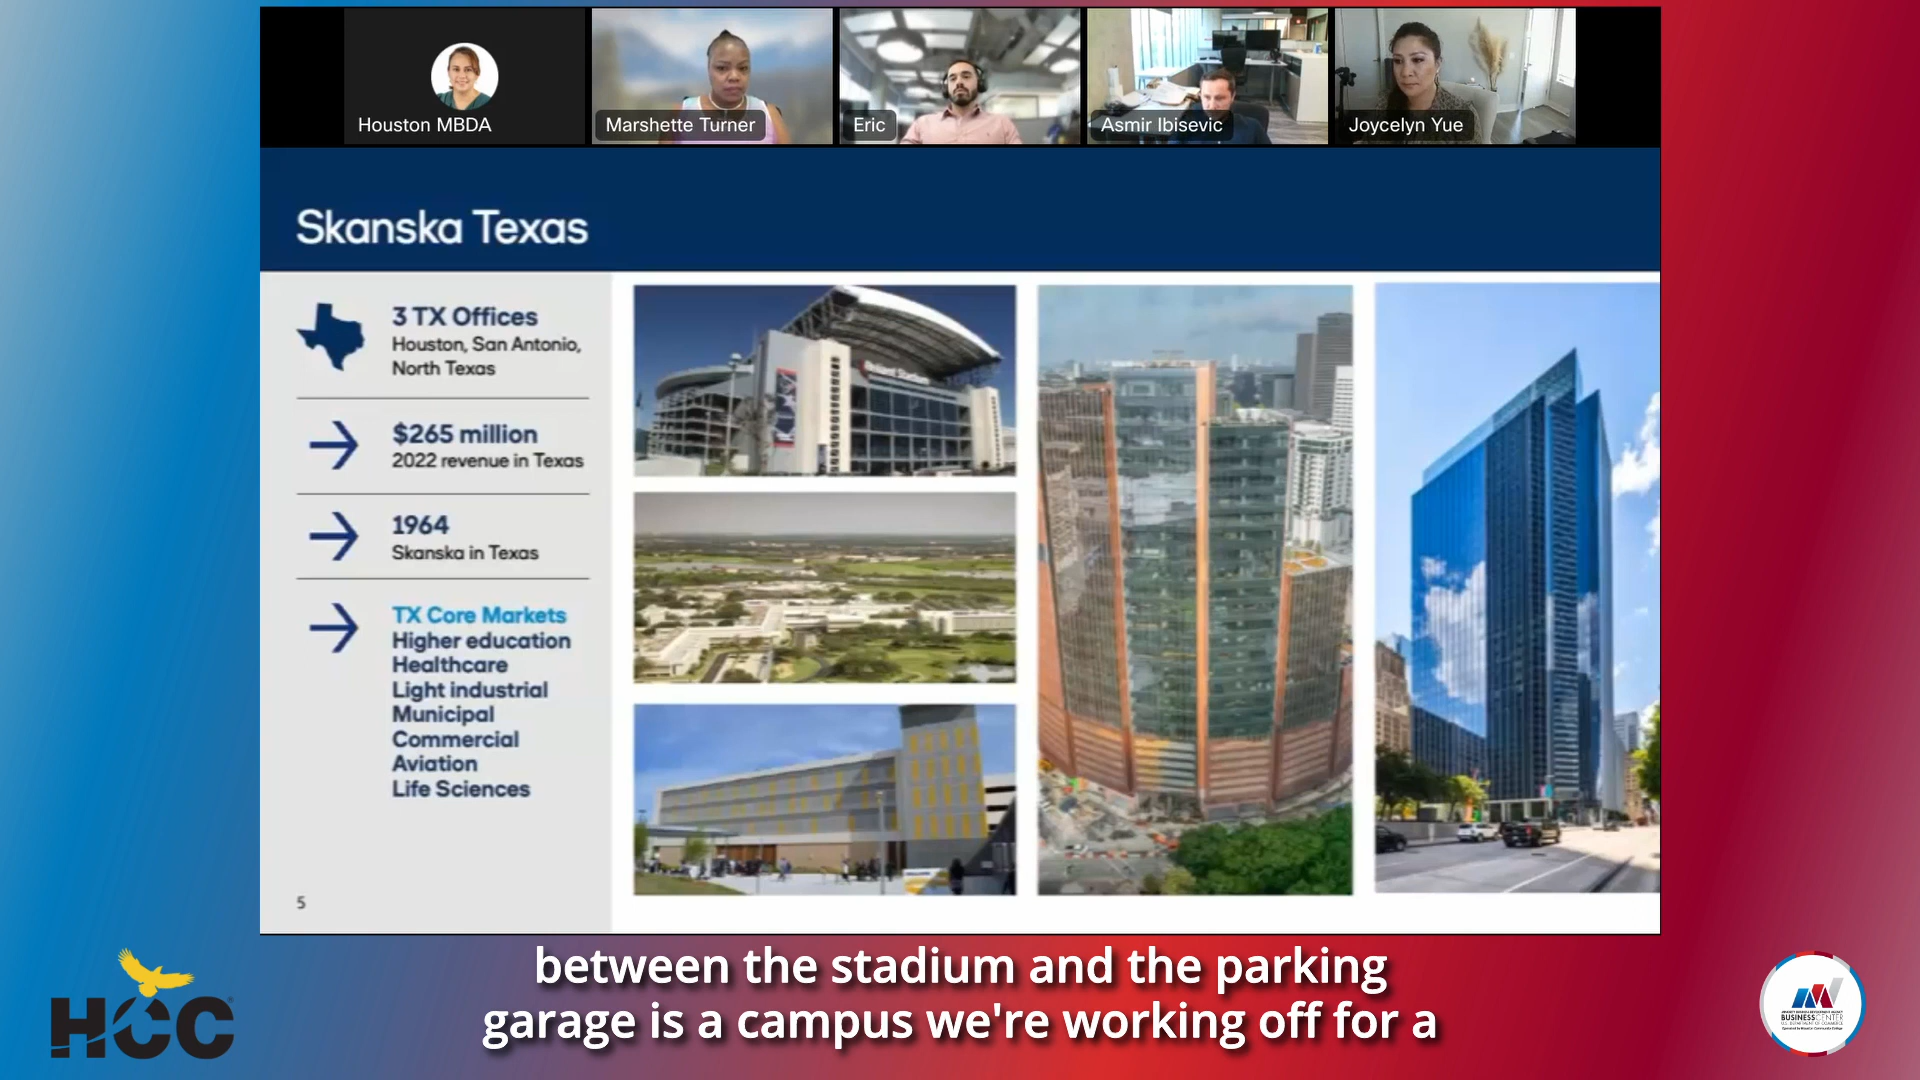 Houston MBDA
Marshette Turner
Eric
Asmir Ibisevic
Joycelyn Yue
Skanska Texas
3 TX Offices
Houston, San Antonio,
North Texas
$265 million
2022 revenue in Texas
1964
Skanska in Texas
TX Core Markets
Higher education
Healthcare
Light industrial
Municipal
Commercial
Aviation
Life Sciences
5
between the stadium and the parking
garage is a campus we're working off for a
HCC
BUSINESS CENTER